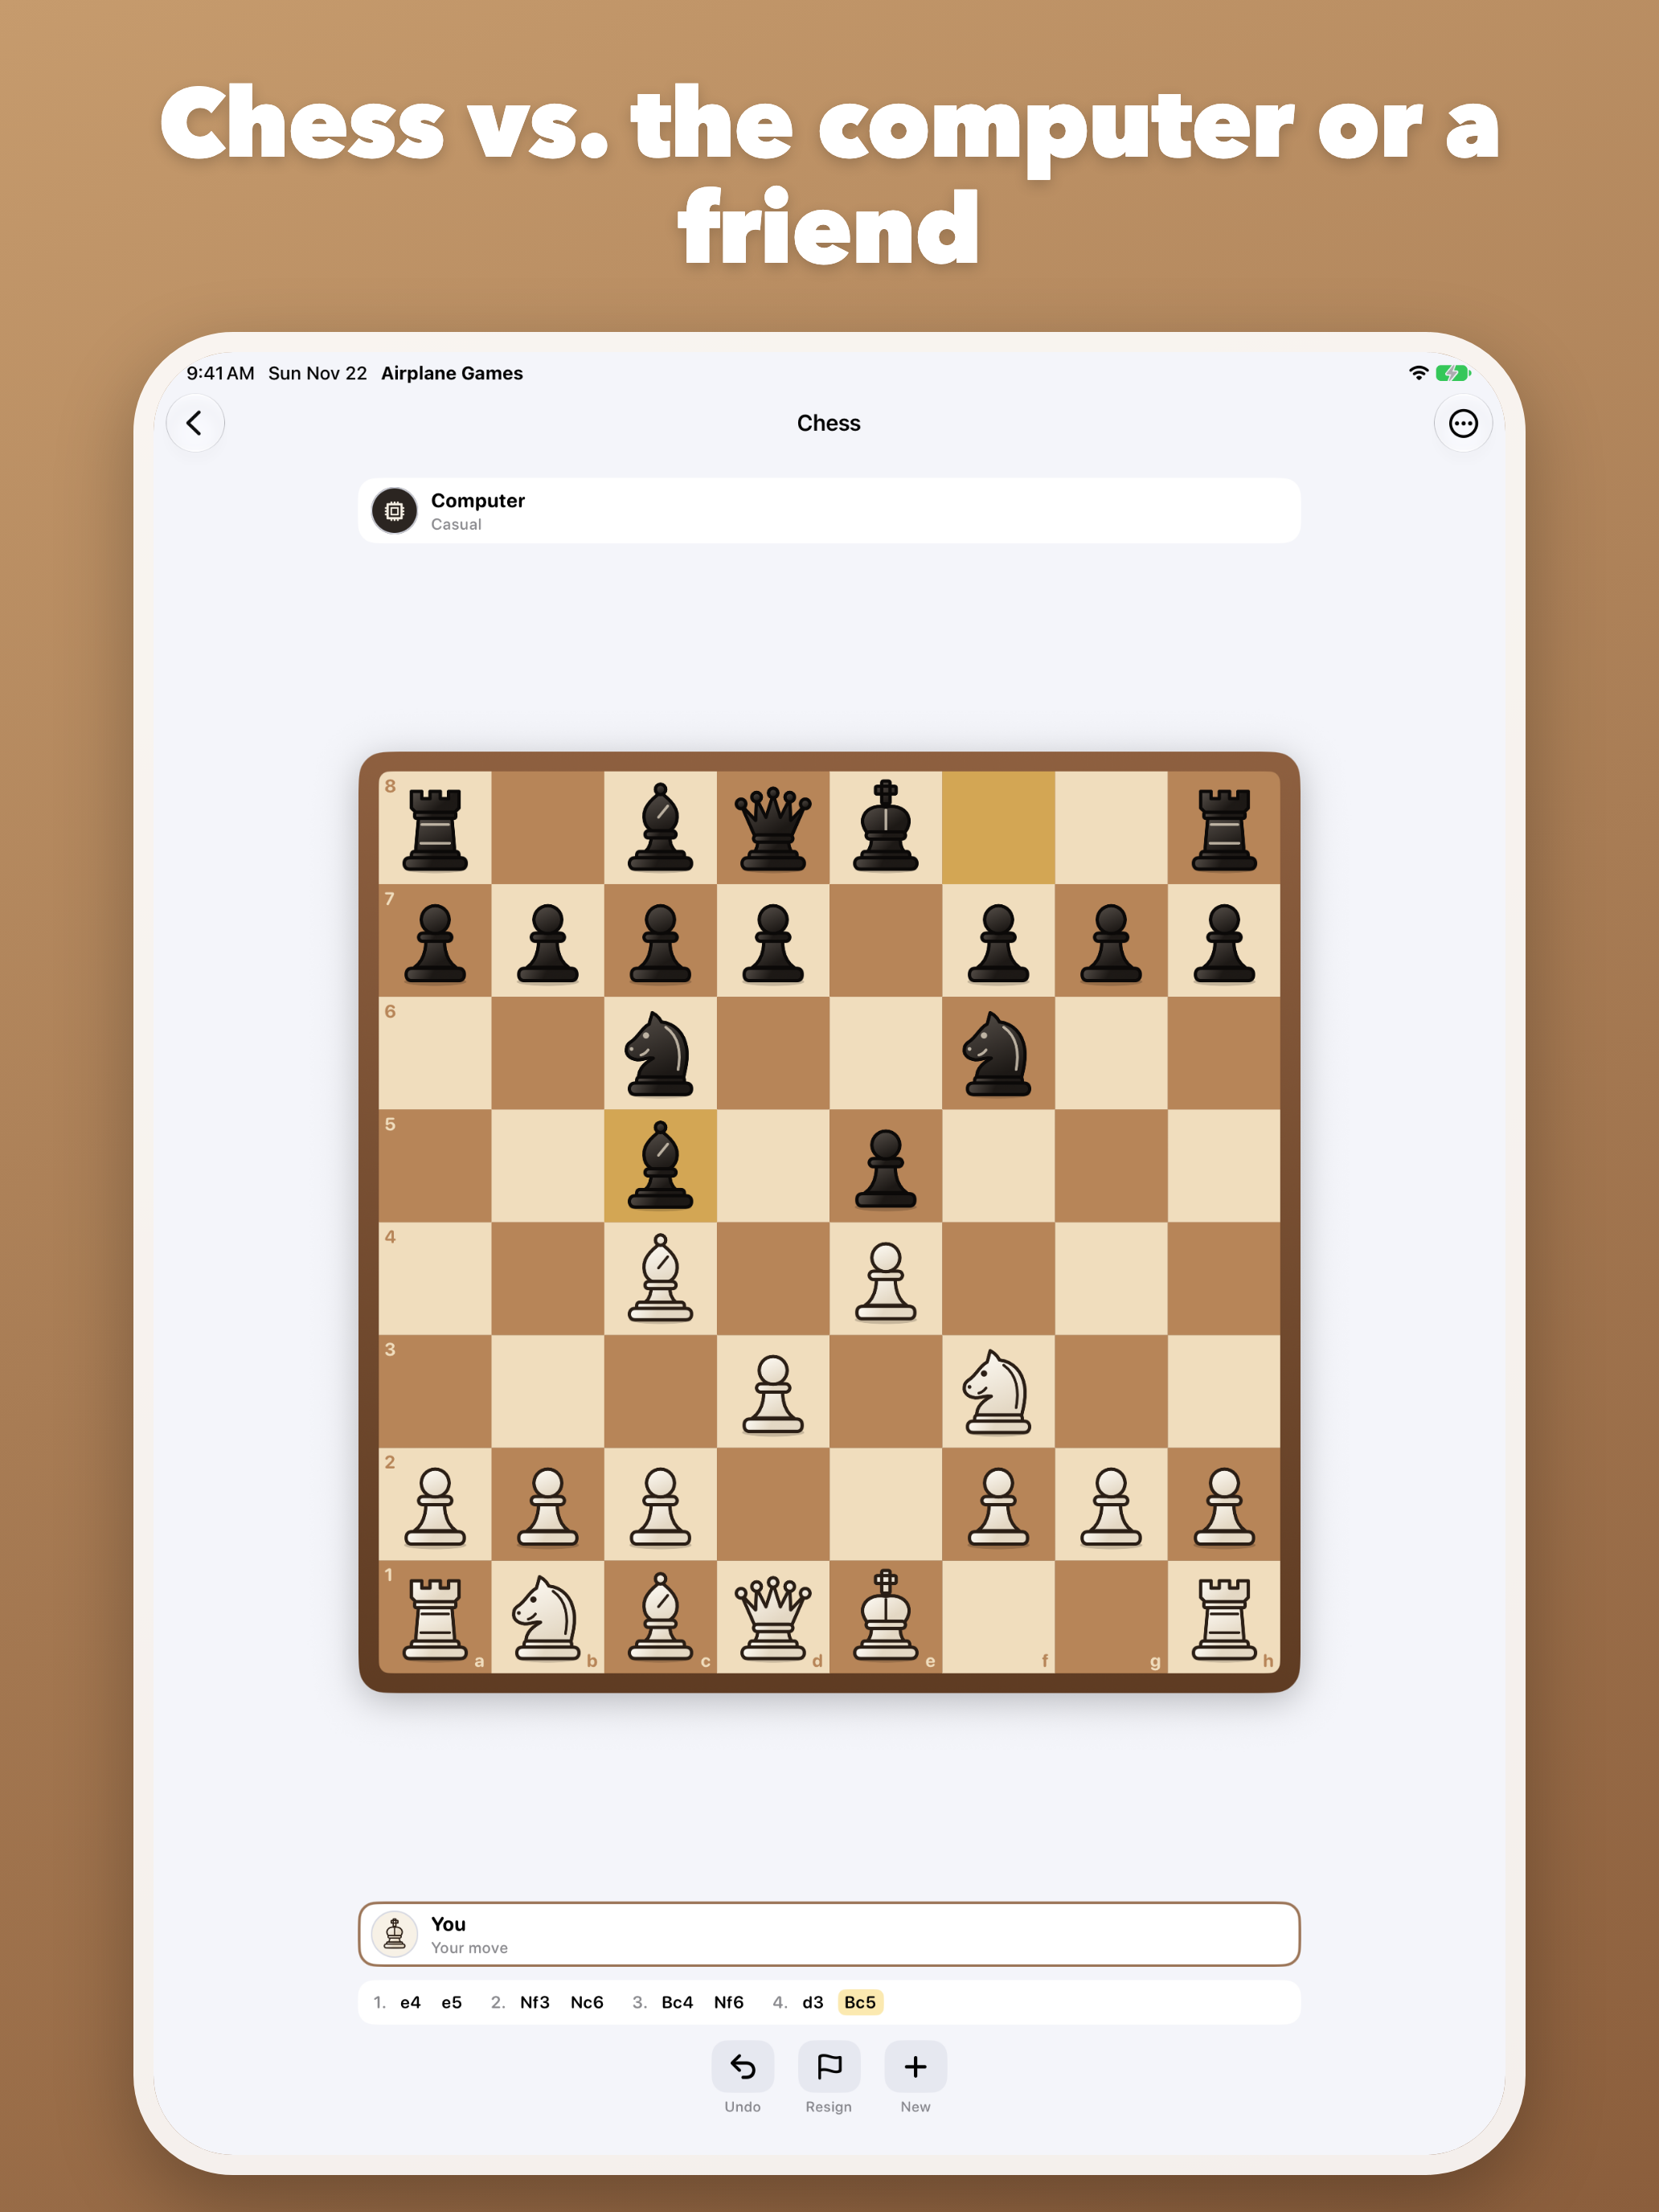 Chess vs. the computer or a
friend
9:41 AM Sun Nov 22 Airplane Games
Chess
Computer
Casual
8
7
6
5
4
3
2
1
a b c d e f g h
You
Your move
1. e4 e5 2. Nf3 Nc6 3. Bc4 Nf6 4. d3 Bc5
Undo Resign New